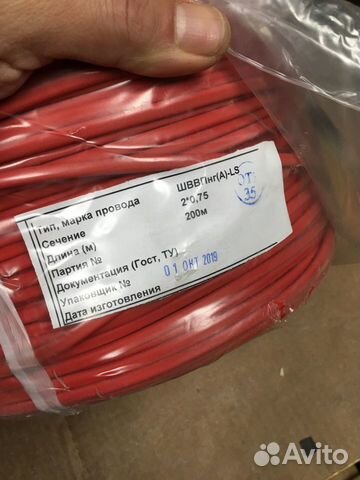 Тип, марка провода ШВВПнг(А)-LS
Сечение 2*0,75
Длина (м) 200м
Партия №
Документация (Гост, ТУ)
Упаковщик № 01 ОКТ 2019
Дата изготовления
ОТК
35
Avito